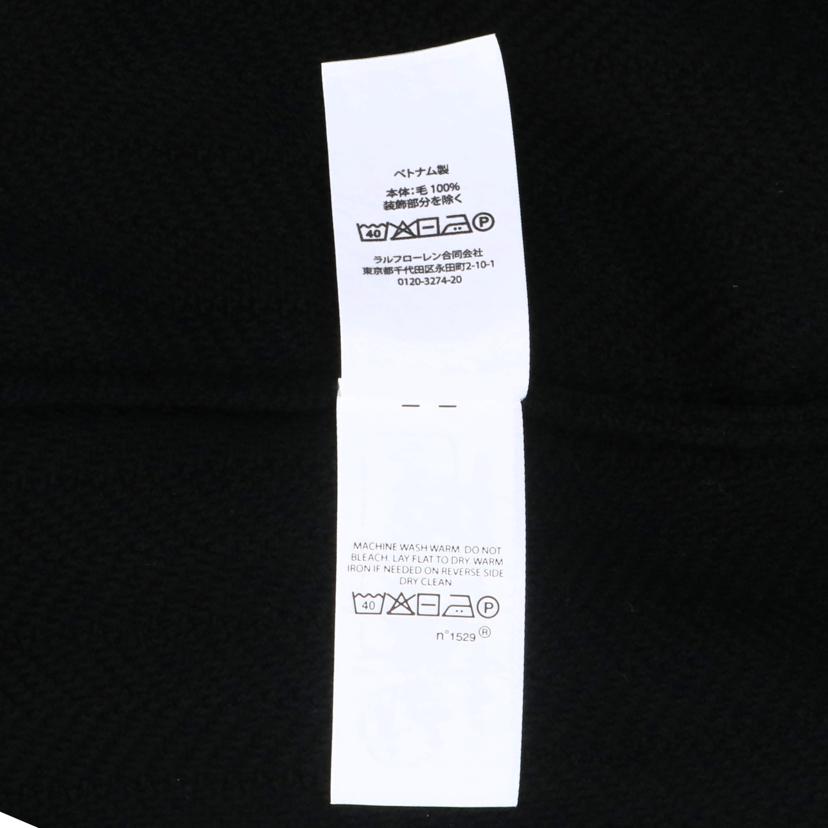 ベトナム製
本体:毛 100%
装飾部分を除く
40 P
ラルフローレン合同会社
東京都千代田区永田町2-10-1
0120-3274-20
MACHINE WASH WARM. DO NOT
BLEACH. LAY FLAT TO DRY. WARM
IRON IF NEEDED ON REVERSE SIDE
DRY CLEAN
40 P
n°1529 ®